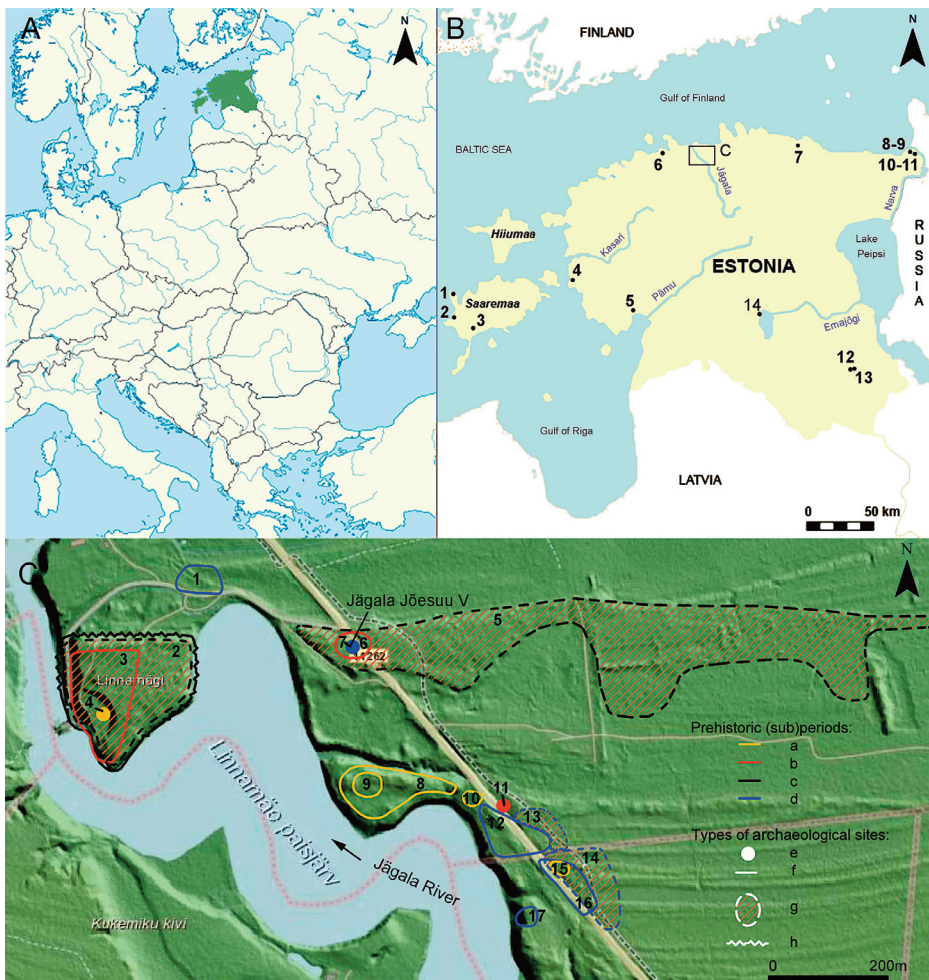 A
N
B
N
FINLAND
Gulf of Finland
BALTIC SEA
C
6
7
8-9
10-11
Jägala
Narva
RUSSIA
Hiiumaa
Kasari
Lake
Peipsi
ESTONIA
4
1
Saaremaa
2
3
5
Pärnu
14
Emajõgi
12
13
Gulf of Riga
LATVIA
0 50 km
C
N
1
Jägala Jõesuu V
2
3
5
7 6
Linnamägi
4
Prehistoric (sub)periods:
a
b
c
d
9
8
10
11
12
13
Types of archaeological sites:
e
f
14
15
16
17
g
h
Linnamäe paisjärv
Jägala River
Kukemiku kivi
0 200m